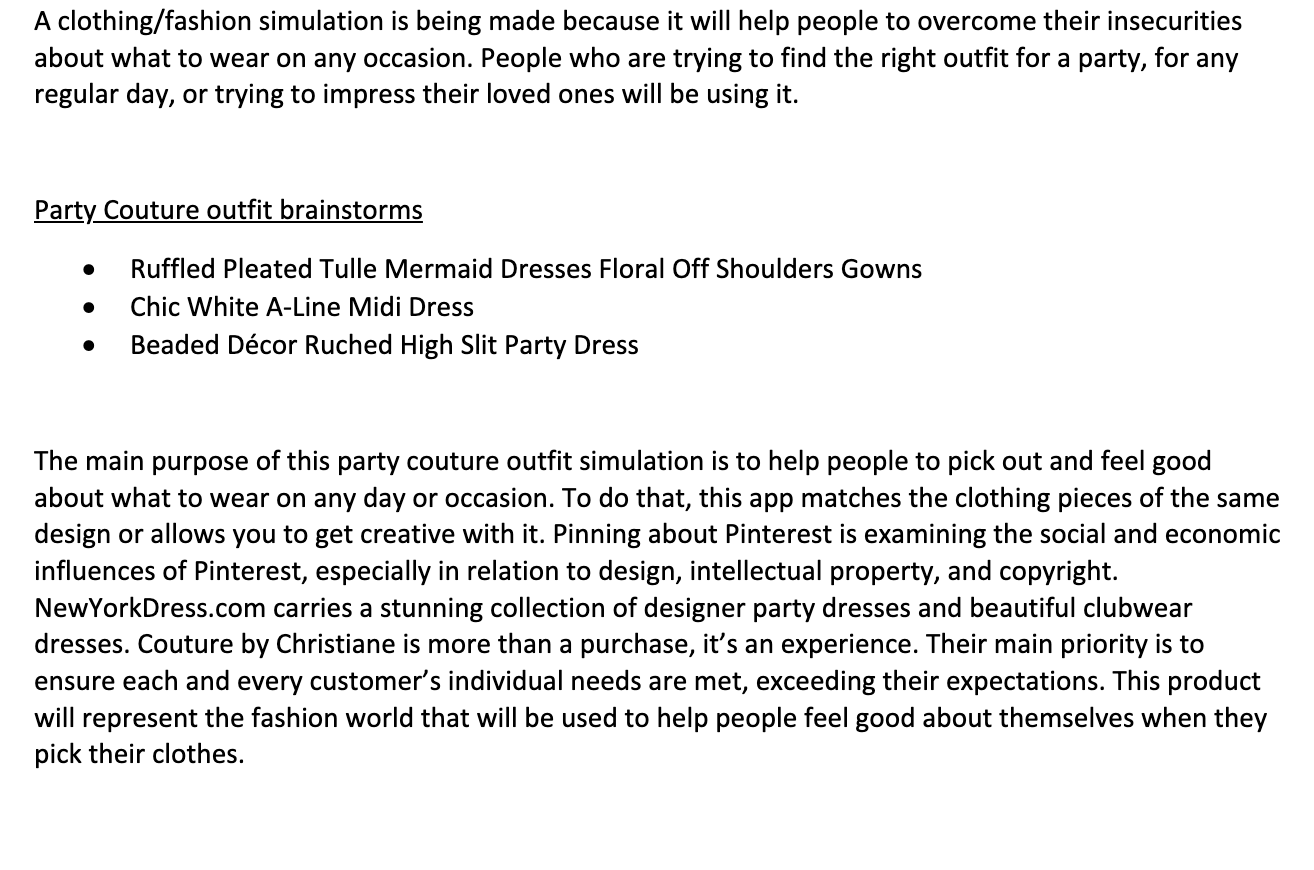 A clothing/fashion simulation is being made because it will help people to overcome their insecurities
about what to wear on any occasion. People who are trying to find the right outfit for a party, for any
regular day, or trying to impress their loved ones will be using it.
Party Couture outfit brainstorms
• Ruffled Pleated Tulle Mermaid Dresses Floral Off Shoulders Gowns
• Chic White A-Line Midi Dress
• Beaded Décor Ruched High Slit Party Dress
The main purpose of this party couture outfit simulation is to help people to pick out and feel good
about what to wear on any day or occasion. To do that, this app matches the clothing pieces of the same
design or allows you to get creative with it. Pinning about Pinterest is examining the social and economic
influences of Pinterest, especially in relation to design, intellectual property, and copyright.
NewYorkDress.com carries a stunning collection of designer party dresses and beautiful clubwear
dresses. Couture by Christiane is more than a purchase, it’s an experience. Their main priority is to
ensure each and every customer’s individual needs are met, exceeding their expectations. This product
will represent the fashion world that will be used to help people feel good about themselves when they
pick their clothes.